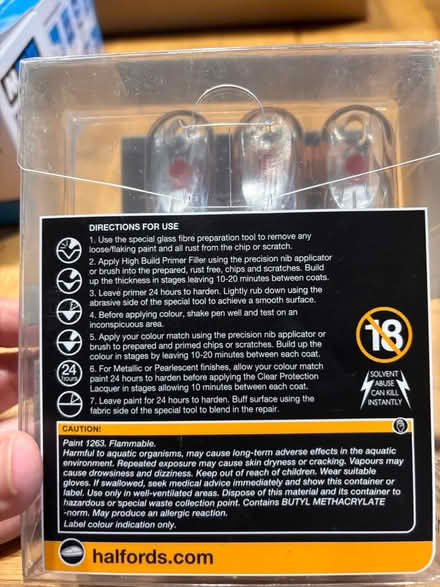 DIRECTIONS FOR USE
1. Use the special glass fibre preparation tool to remove any
loose/flaking paint and all rust from the chip or scratch.
2. Apply High Build Primer Filler using the precision nib applicator
or brush into the prepared, rust free, chips and scratches. Build
up the thickness in stages leaving 10-20 minutes between coats.
3. Leave primer 24 hours to harden. Lightly rub down using the
abrasive side of the special tool to achieve a smooth surface.
4. Before applying colour, shake pen well and test on an
inconspicuous area.
5. Apply your colour match using the precision nib applicator or
brush to prepared and primed chips or scratches. Build up the
colour in stages by leaving 10-20 minutes between each coat.
24
hours
6. For Metallic or Pearlescent finishes, allow your colour match
paint 24 hours to harden before applying the Clear Protection
Lacquer in stages allowing 10 minutes between each coat.
7. Leave paint for 24 hours to harden. Buff surface using the
fabric side of the special tool to blend in the repair.
18
SOLVENT
ABUSE
CAN KILL
INSTANTLY
CAUTION!
Paint 1263. Flammable.
Harmful to aquatic organisms, may cause long-term adverse effects in the aquatic
environment. Repeated exposure may cause skin dryness or cracking. Vapours may
cause drowsiness and dizziness. Keep out of reach of children. Wear suitable
gloves. If swallowed, seek medical advice immediately and show this container or
label. Use only in well-ventilated areas. Dispose of this material and its container to
hazardous or special waste collection point. Contains BUTYL METHACRYLATE
-norm. May produce an allergic reaction.
Label colour indication only.
halfords.com